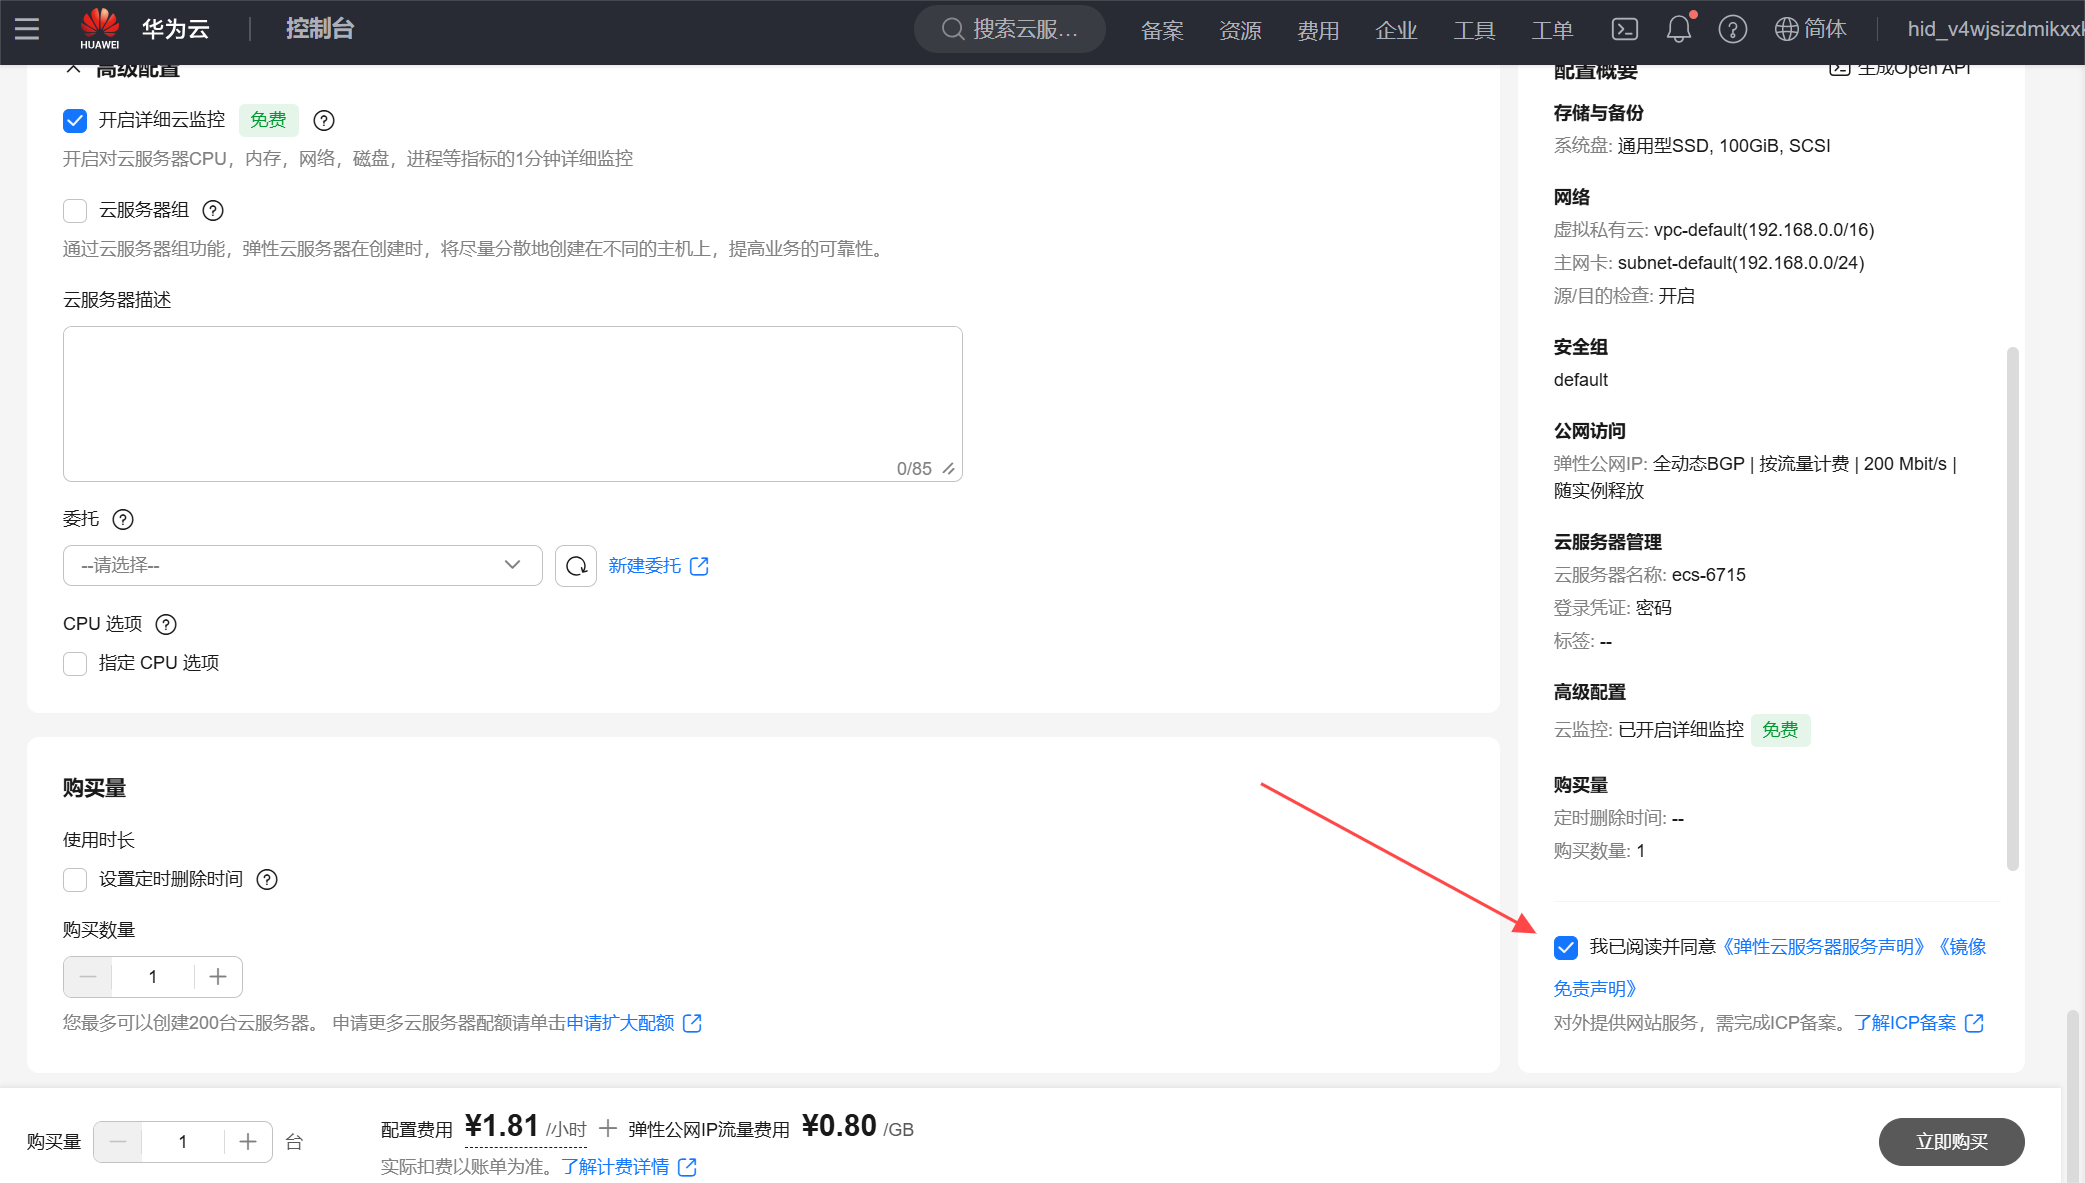 HUAWEI
华为云
控制台
搜索云服...
备案
资源
费用
企业
工具
工单
简体
hid_v4wjsizdmikxx
高级配置
开启详细云监控 免费
开启对云服务器CPU，内存，网络，磁盘，进程等指标的1分钟详细监控
云服务器组
通过云服务器组功能，弹性云服务器在创建时，将尽量分散地创建在不同的主机上，提高业务的可靠性。
云服务器描述
0/85
委托
--请选择--
新建委托
CPU 选项
指定 CPU 选项
购买量
使用时长
设置定时删除时间
购买数量
1
您最多可以创建200台云服务器。 申请更多云服务器配额请单击申请扩大配额
配置概要
生成Open API
存储与备份
系统盘: 通用型SSD, 100GiB, SCSI
网络
虚拟私有云: vpc-default(192.168.0.0/16)
主网卡: subnet-default(192.168.0.0/24)
源/目的检查: 开启
安全组
default
公网访问
弹性公网IP: 全动态BGP | 按流量计费 | 200 Mbit/s |
随实例释放
云服务器管理
云服务器名称: ecs-6715
登录凭证: 密码
标签: --
高级配置
云监控: 已开启详细监控 免费
购买量
定时删除时间: --
购买数量: 1
我已阅读并同意《弹性云服务器服务声明》《镜像
免责声明》
对外提供网站服务，需完成ICP备案。了解ICP备案
购买量
1
台
配置费用 ¥1.81 /小时 + 弹性公网IP流量费用 ¥0.80 /GB
实际扣费以账单为准。了解计费详情
立即购买